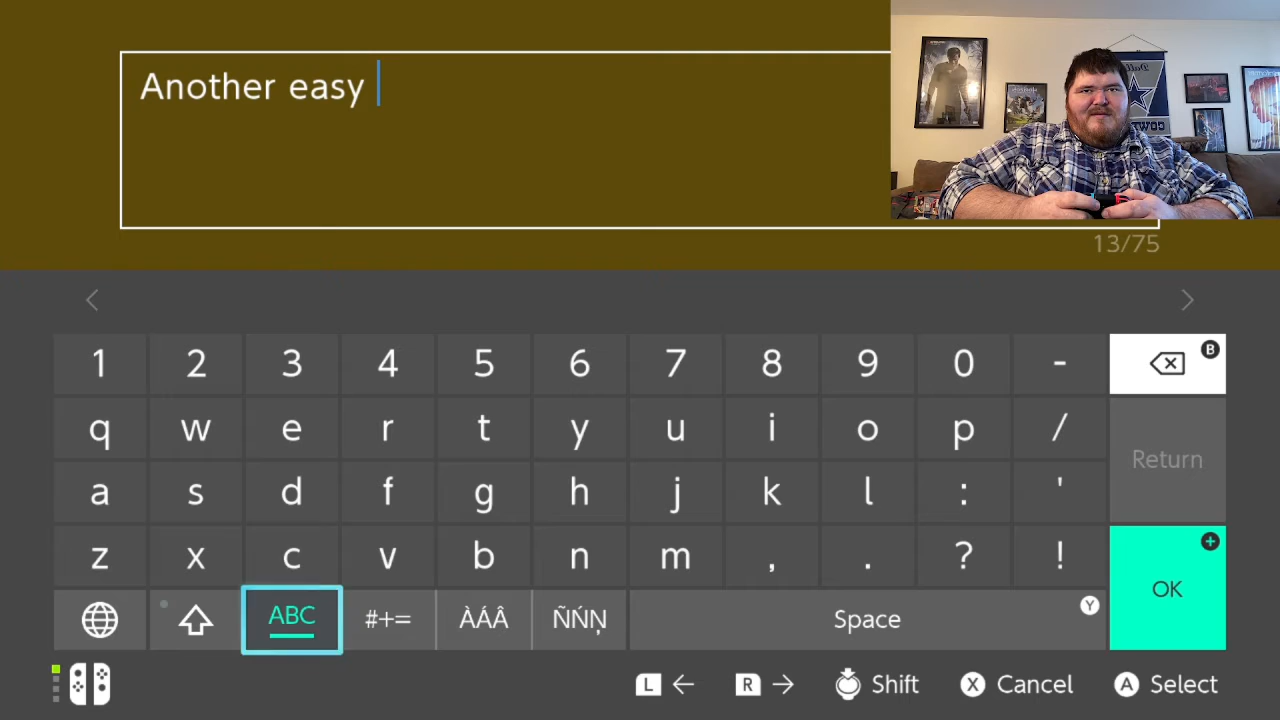 Another easy
13/75
1 2 3 4 5 6 7 8 9 0 - B
q w e r t y u i o p / Return
a s d f g h j k l : '
z x c v b n m , . ? ! + OK
ABC #+= ÀÁÂ ÑŃŅ Space Y
L ← R → Shift X Cancel A Select